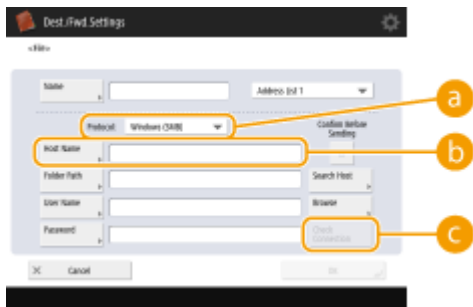 Dest./Fwd.Settings
<File>
Name
Address List 1
Protocol: Windows (SMB)
Confirm Before
Sending
a
Host Name
b
Folder Path
Search Host
User Name
Browse
Password
Check
Connection
c
× Cancel
OK